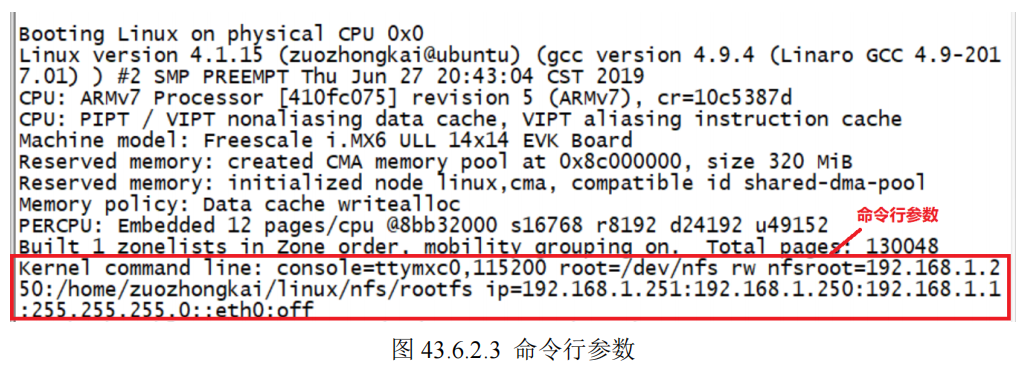 Booting Linux on physical CPU 0x0
Linux version 4.1.15 (zuozhongkai@ubuntu) (gcc version 4.9.4 (Linaro GCC 4.9-201
7.01) ) #2 SMP PREEMPT Thu Jun 27 20:43:04 CST 2019
CPU: ARMv7 Processor [410fc075] revision 5 (ARMv7), cr=10c5387d
CPU: PIPT / VIPT nonaliasing data cache, VIPT aliasing instruction cache
Machine model: Freescale i.MX6 ULL 14x14 EVK Board
Reserved memory: created CMA memory pool at 0x8c000000, size 320 MiB
Reserved memory: initialized node linux,cma, compatible id shared-dma-pool
Memory policy: Data cache writealloc
PERCPU: Embedded 12 pages/cpu @8bb32000 s16768 r8192 d24192 u49152
命令行参数
Built 1 zonelists in Zone order, mobility grouping on.  Total pages: 130048
Kernel command line: console=ttymxc0,115200 root=/dev/nfs rw nfsroot=192.168.1.2
50:/home/zuozhongkai/linux/nfs/rootfs ip=192.168.1.251:192.168.1.250:192.168.1.1
:255.255.255.0::eth0:off
图 43.6.2.3 命令行参数